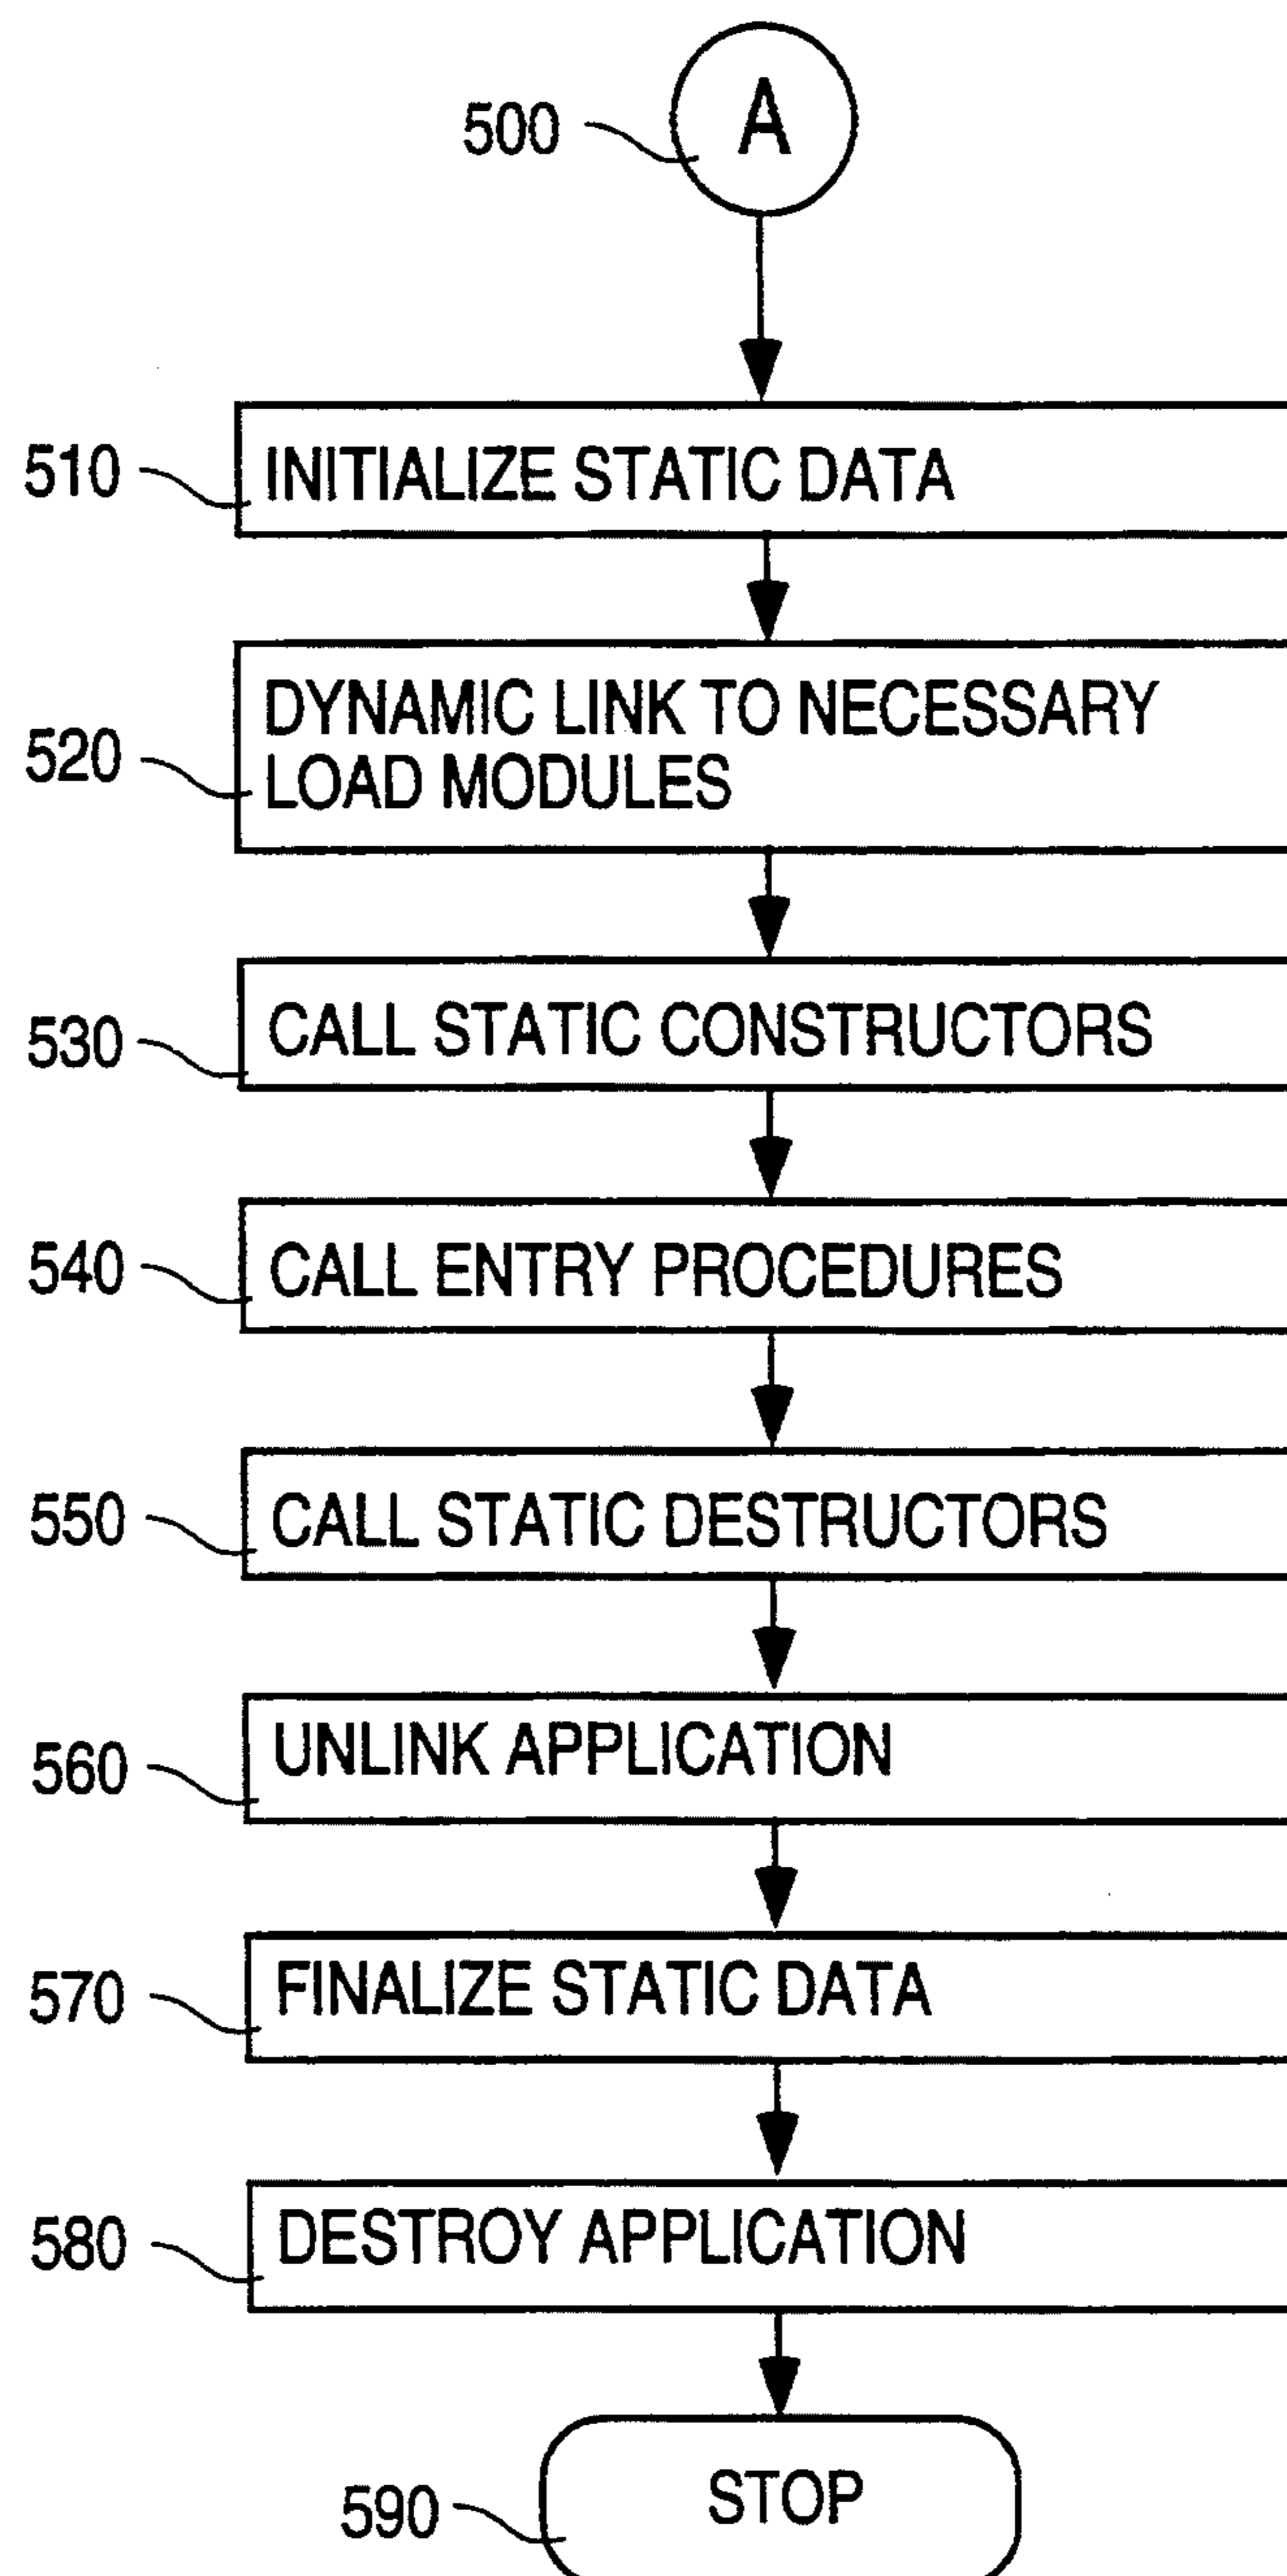 A
500
510
INITIALIZE STATIC DATA
520
DYNAMIC LINK TO NECESSARY
LOAD MODULES
530
CALL STATIC CONSTRUCTORS
540
CALL ENTRY PROCEDURES
550
CALL STATIC DESTRUCTORS
560
UNLINK APPLICATION
570
FINALIZE STATIC DATA
580
DESTROY APPLICATION
590
STOP